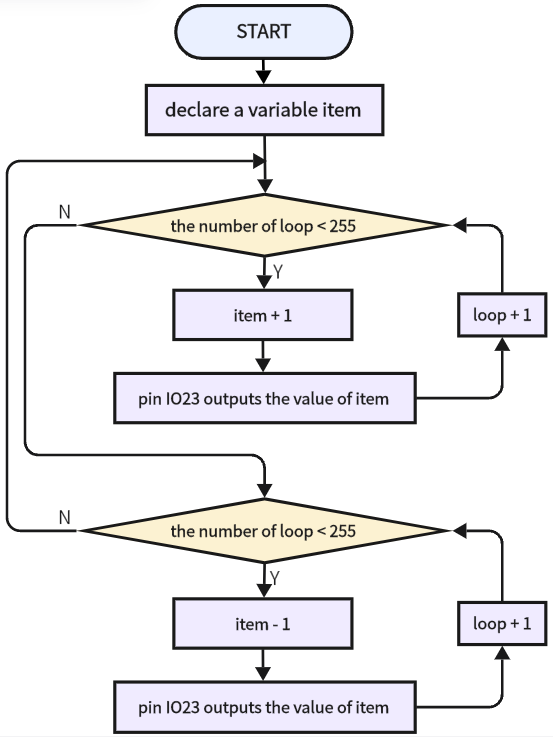 START
declare a variable item
N
the number of loop < 255
Y
item + 1
loop + 1
pin IO23 outputs the value of item
N
the number of loop < 255
Y
item - 1
loop + 1
pin IO23 outputs the value of item